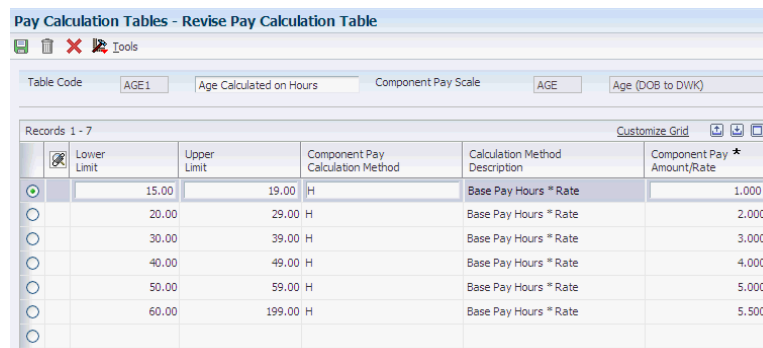 Pay Calculation Tables - Revise Pay Calculation Table
Tools
Table Code AGE1 Age Calculated on Hours Component Pay Scale AGE Age (DOB to DWK)
Records 1 - 7 Customize Grid
Lower Limit Upper Limit Component Pay Calculation Method Calculation Method Description Component Pay * Amount/Rate
15.00 19.00 H Base Pay Hours * Rate 1.000
20.00 29.00 H Base Pay Hours * Rate 2.000
30.00 39.00 H Base Pay Hours * Rate 3.000
40.00 49.00 H Base Pay Hours * Rate 4.000
50.00 59.00 H Base Pay Hours * Rate 5.000
60.00 199.00 H Base Pay Hours * Rate 5.500